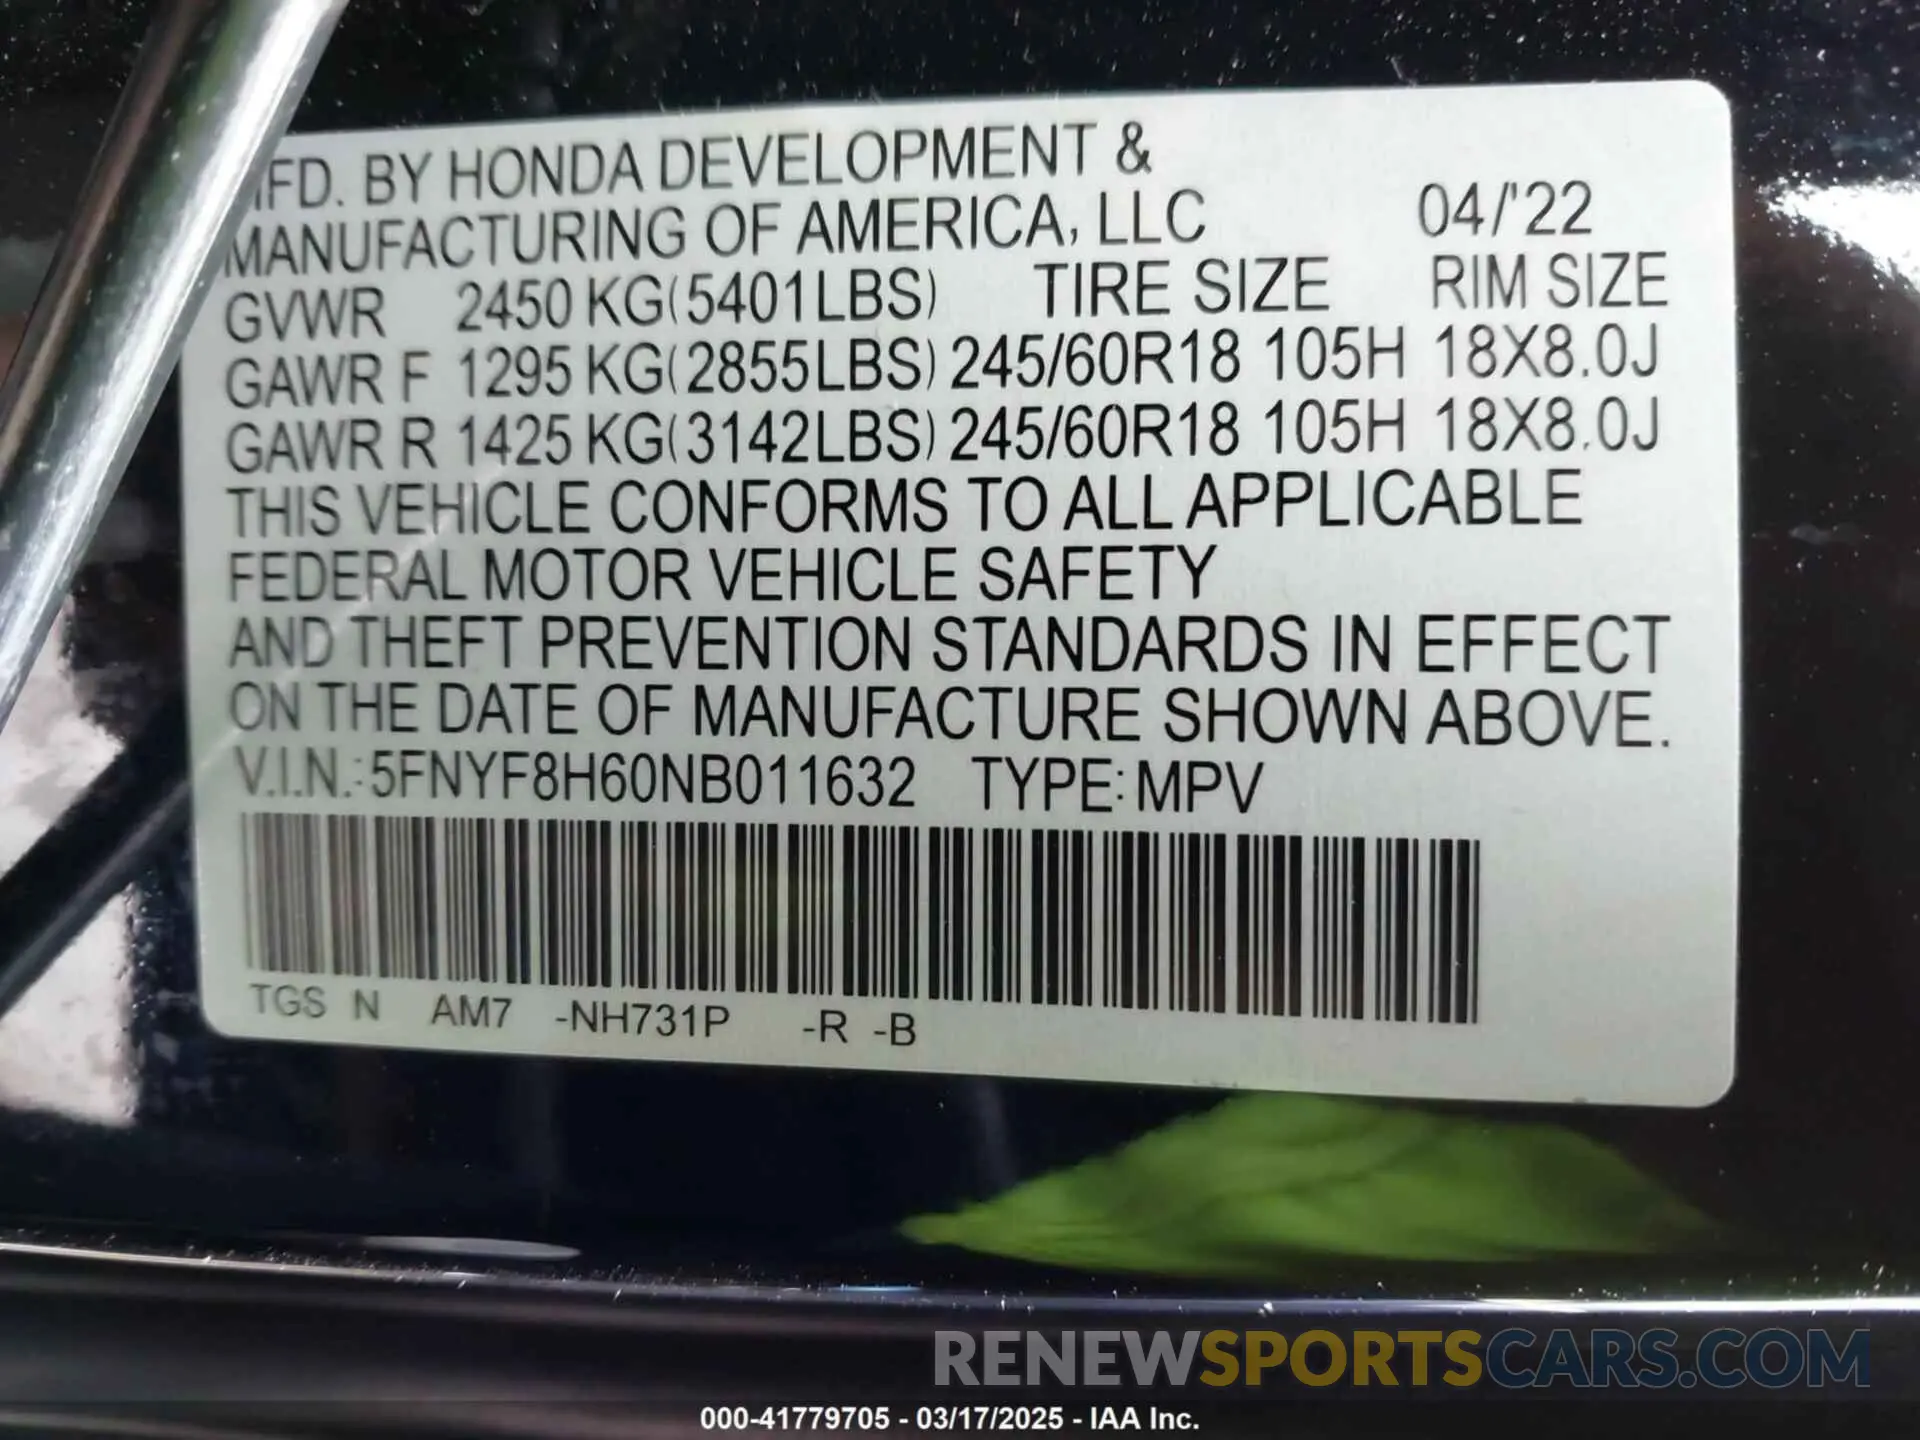 MFD. BY HONDA DEVELOPMENT &
MANUFACTURING OF AMERICA, LLC 04/'22
GVWR 2450 KG(5401LBS) TIRE SIZE RIM SIZE
GAWR F 1295 KG(2855LBS) 245/60R18 105H 18X8.0J
GAWR R 1425 KG(3142LBS) 245/60R18 105H 18X8.0J
THIS VEHICLE CONFORMS TO ALL APPLICABLE
FEDERAL MOTOR VEHICLE SAFETY
AND THEFT PREVENTION STANDARDS IN EFFECT
ON THE DATE OF MANUFACTURE SHOWN ABOVE.
V.I.N.:5FNYF8H60NB011632 TYPE:MPV
TGS N AM7 -NH731P -R -B
RENEWSPORTSCARS.COM
000-41779705 - 03/17/2025 - IAA Inc.